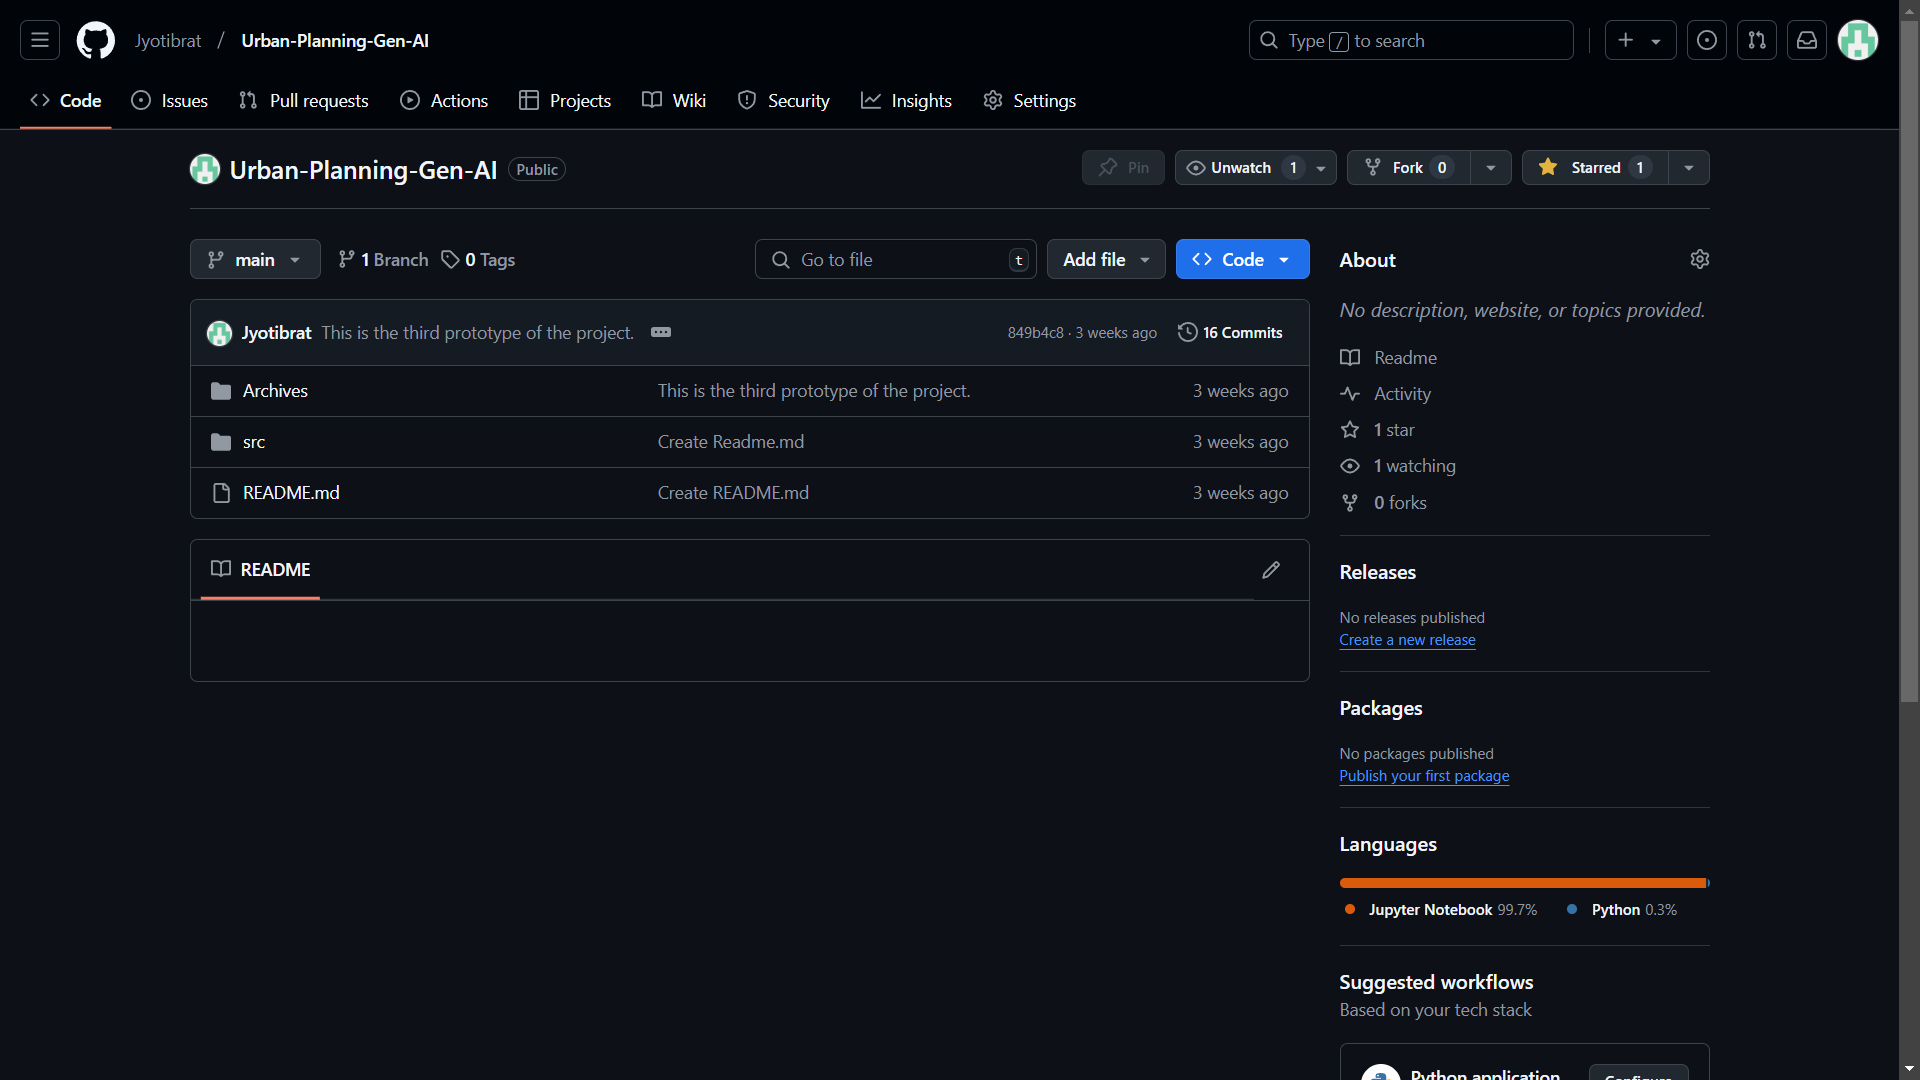 Jyotibrat / Urban-Planning-Gen-AI
Type / to search
Code Issues Pull requests Actions Projects Wiki Security Insights Settings
Urban-Planning-Gen-AI Public
Pin Unwatch 1 Fork 0 Starred 1
main 1 Branch 0 Tags
Go to file t Add file Code
Jyotibrat This is the third prototype of the project. 849b4c8 · 3 weeks ago 16 Commits
Archives This is the third prototype of the project. 3 weeks ago
src Create Readme.md 3 weeks ago
README.md Create README.md 3 weeks ago
README
About
No description, website, or topics provided.
Readme
Activity
1 star
1 watching
0 forks
Releases
No releases published
Create a new release
Packages
No packages published
Publish your first package
Languages
Jupyter Notebook 99.7% Python 0.3%
Suggested workflows
Based on your tech stack
Python application Configure